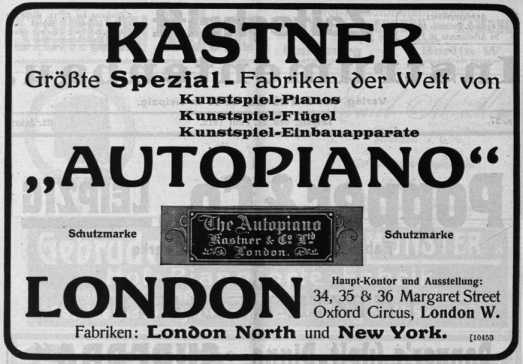 KASTNER
Größte Spezial-Fabriken der Welt von
Kunstspiel-Pianos
Kunstspiel-Flügel
Kunstspiel-Einbauapparate
„AUTOPIANO“
Schutzmarke
The Autopiano
Kastner & Co Ltd
London.
Schutzmarke
LONDON
Haupt-Kontor und Ausstellung:
34, 35 & 36 Margaret Street
Oxford Circus, London W.
Fabriken: London North und New York.
[10453